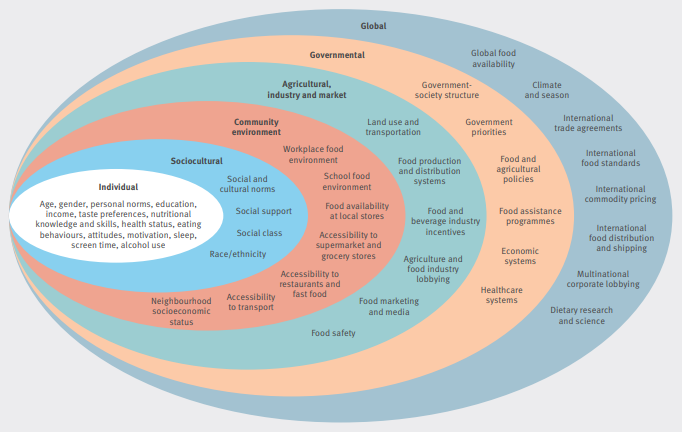 Global
Global food
availability
Climate
and season
International
trade agreements
International
food standards
International
commodity pricing
International
food distribution
and shipping
Multinational
corporate lobbying
Dietary research
and science
Governmental
Government-
society structure
Government
priorities
Food and
agricultural
policies
Food assistance
programmes
Economic
systems
Healthcare
systems
Agricultural,
industry and market
Land use and
transportation
Food production
and distribution
systems
Food and
beverage industry
incentives
Agriculture and
food industry
lobbying
Food marketing
and media
Food safety
Community
environment
Workplace food
environment
School food
environment
Food availability
at local stores
Accessibility to
supermarket and
grocery stores
Accessibility to
restaurants and
fast food
Accessibility
to transport
Neighbourhood
socioeconomic
status
Sociocultural
Social and
cultural norms
Social support
Social class
Race/ethnicity
Individual
Age, gender, personal norms, education,
income, taste preferences, nutritional
knowledge and skills, health status, eating
behaviours, attitudes, motivation, sleep,
screen time, alcohol use